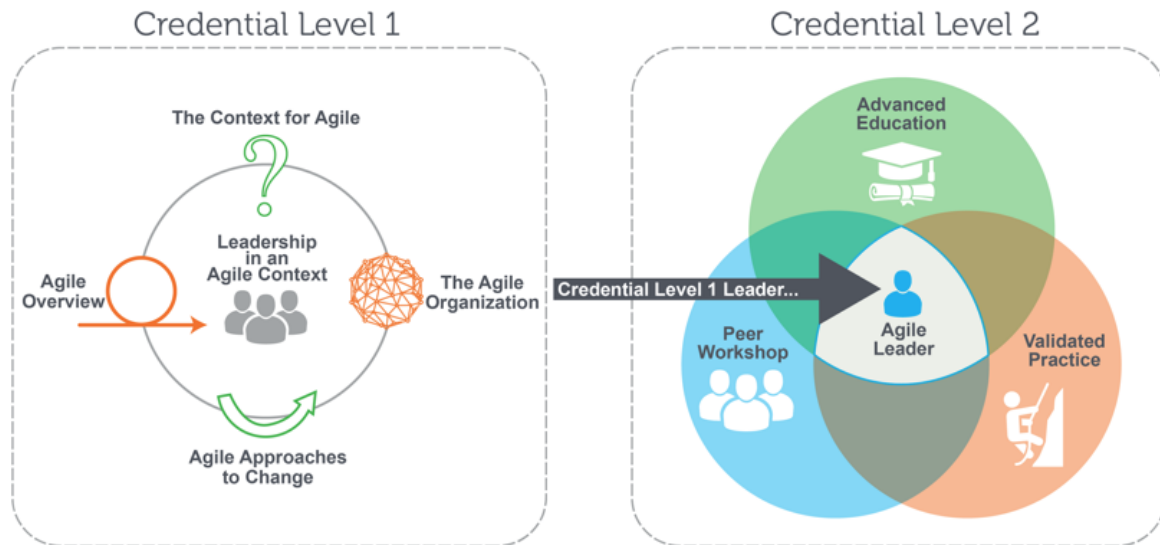 Credential Level 1
The Context for Agile
Leadership
in an
Agile Context
Agile
Overview
The Agile
Organization
Agile Approaches
to Change
Credential Level 1 Leader...
Credential Level 2
Advanced
Education
Peer
Workshop
Agile
Leader
Validated
Practice